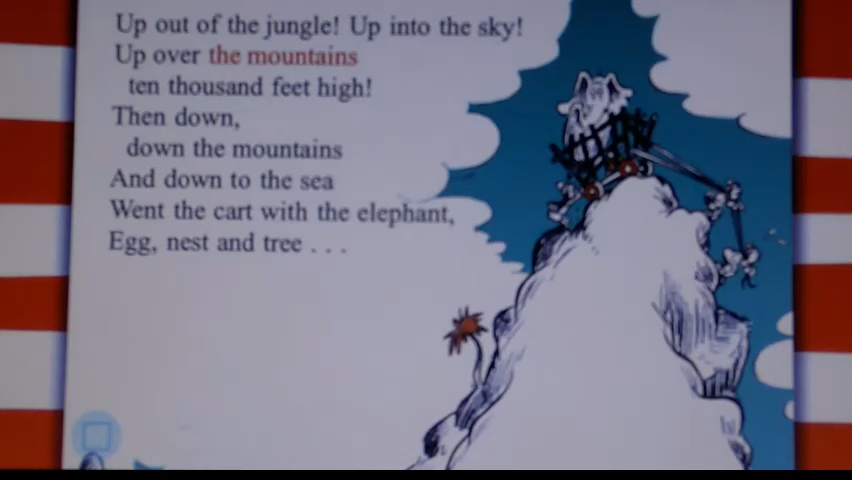 Up out of the jungle! Up into the sky!
Up over the mountains
ten thousand feet high!
Then down,
down the mountains
And down to the sea
Went the cart with the elephant,
Egg, nest and tree . . .